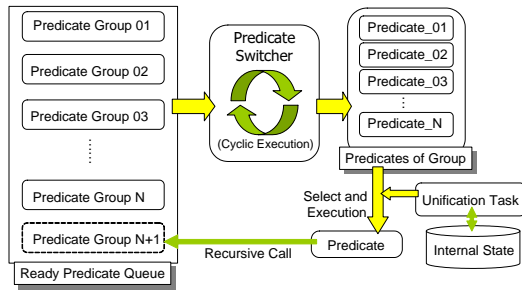 Predicate Group 01
Predicate Group 02
Predicate Group 03
Predicate Group N
Predicate Group N+1
Ready Predicate Queue
Predicate
Switcher
(Cyclic Execution)
Predicate_01
Predicate_02
Predicate_03
Predicate_N
Predicates of Group
Select and
Execution
Unification Task
Internal State
Predicate
Recursive Call